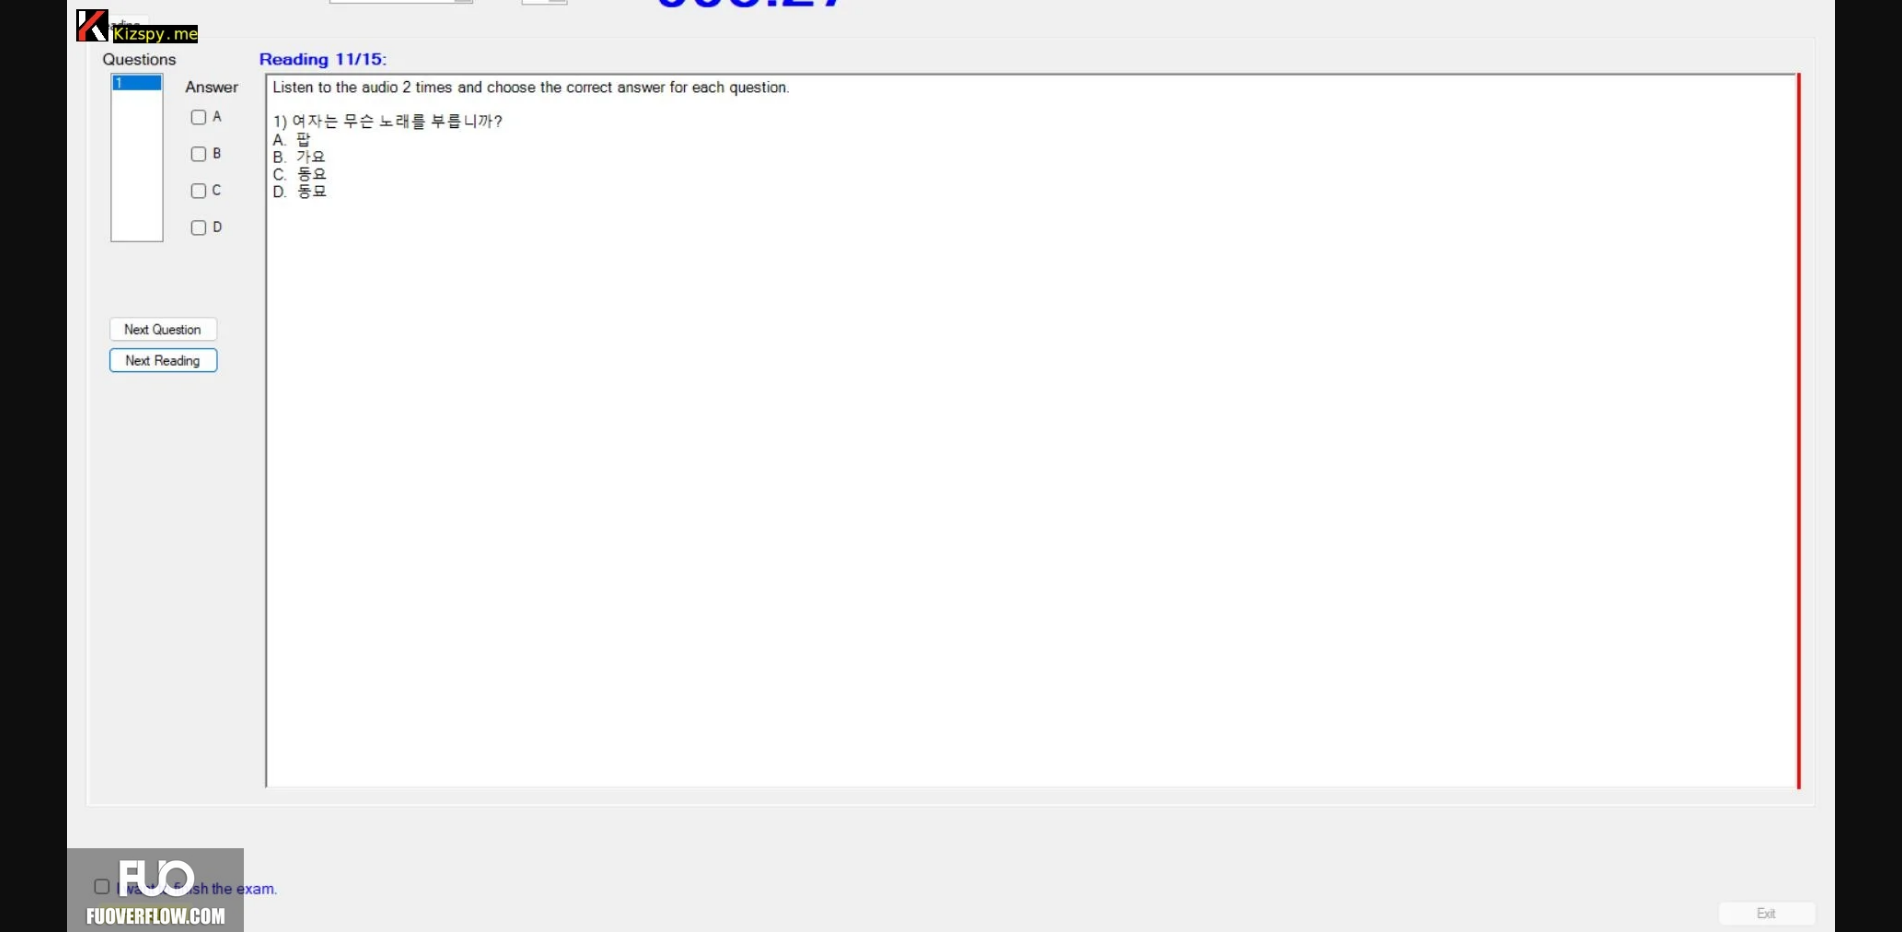 Kizspy.me
Questions
Reading 11/15:
1
Answer
Listen to the audio 2 times and choose the correct answer for each question.
A
1) 여자는 무슨 노래를 부릅니까?
A. 팝
B. 가요
C. 동요
D. 동묘
B
C
D
Next Question
Next Reading
FUO
finish the exam.
FUOVERFLOW.COM
Exit